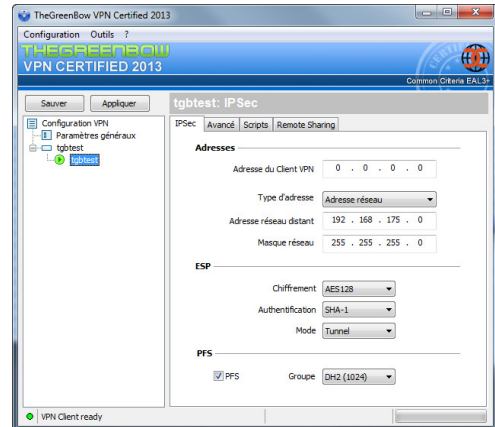 TheGreenBow VPN Certified 2013
Configuration Outils ?
THEGREENBOW
VPN CERTIFIED 2013
Common Criteria EAL3+
Sauver Appliquer
tgbtest: IPSec
Configuration VPN
Paramètres généraux
tgbtest
tgbtest
IPSec Avancé Scripts Remote Sharing
Adresses
Adresse du Client VPN 0 . 0 . 0 . 0
Type d'adresse Adresse réseau
Adresse réseau distant 192 . 168 . 175 . 0
Masque réseau 255 . 255 . 255 . 0
ESP
Chiffrement AES128
Authentification SHA-1
Mode Tunnel
PFS
PFS Groupe DH2 (1024)
VPN Client ready